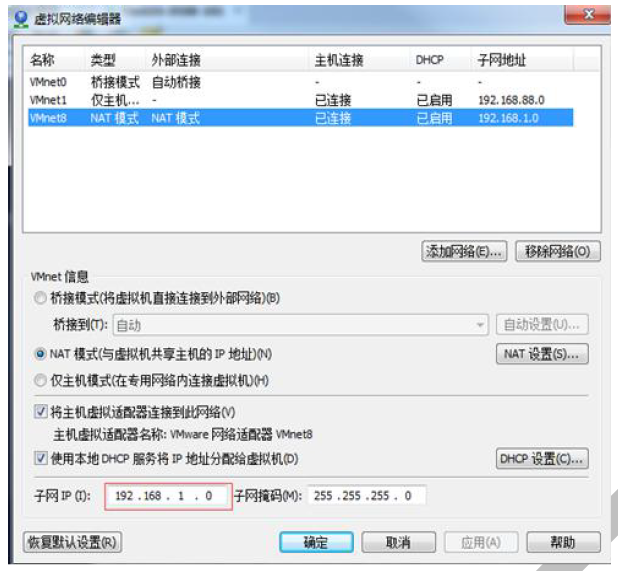 虚拟网络编辑器
名称 类型 外部连接 主机连接 DHCP 子网地址
VMnet0 桥接模式 自动桥接 - - -
VMnet1 仅主机... - 已连接 已启用 192.168.88.0
VMnet8 NAT 模式 NAT 模式 已连接 已启用 192.168.1.0
添加网络(E)... 移除网络(O)
VMnet 信息
桥接模式(将虚拟机直接连接到外部网络)(B)
桥接到(T): 自动 自动设置(U)...
NAT 模式(与虚拟机共享主机的 IP 地址)(N) NAT 设置(S)...
仅主机模式(在专用网络内连接虚拟机)(H)
将主机虚拟适配器连接到此网络(V)
主机虚拟适配器名称: VMware 网络适配器 VMnet8
使用本地 DHCP 服务将 IP 地址分配给虚拟机(D) DHCP 设置(C)...
子网 IP (I): 192 . 168 . 1 . 0 子网掩码(M): 255 . 255 . 255 . 0
恢复默认设置(R) 确定 取消 应用(A) 帮助